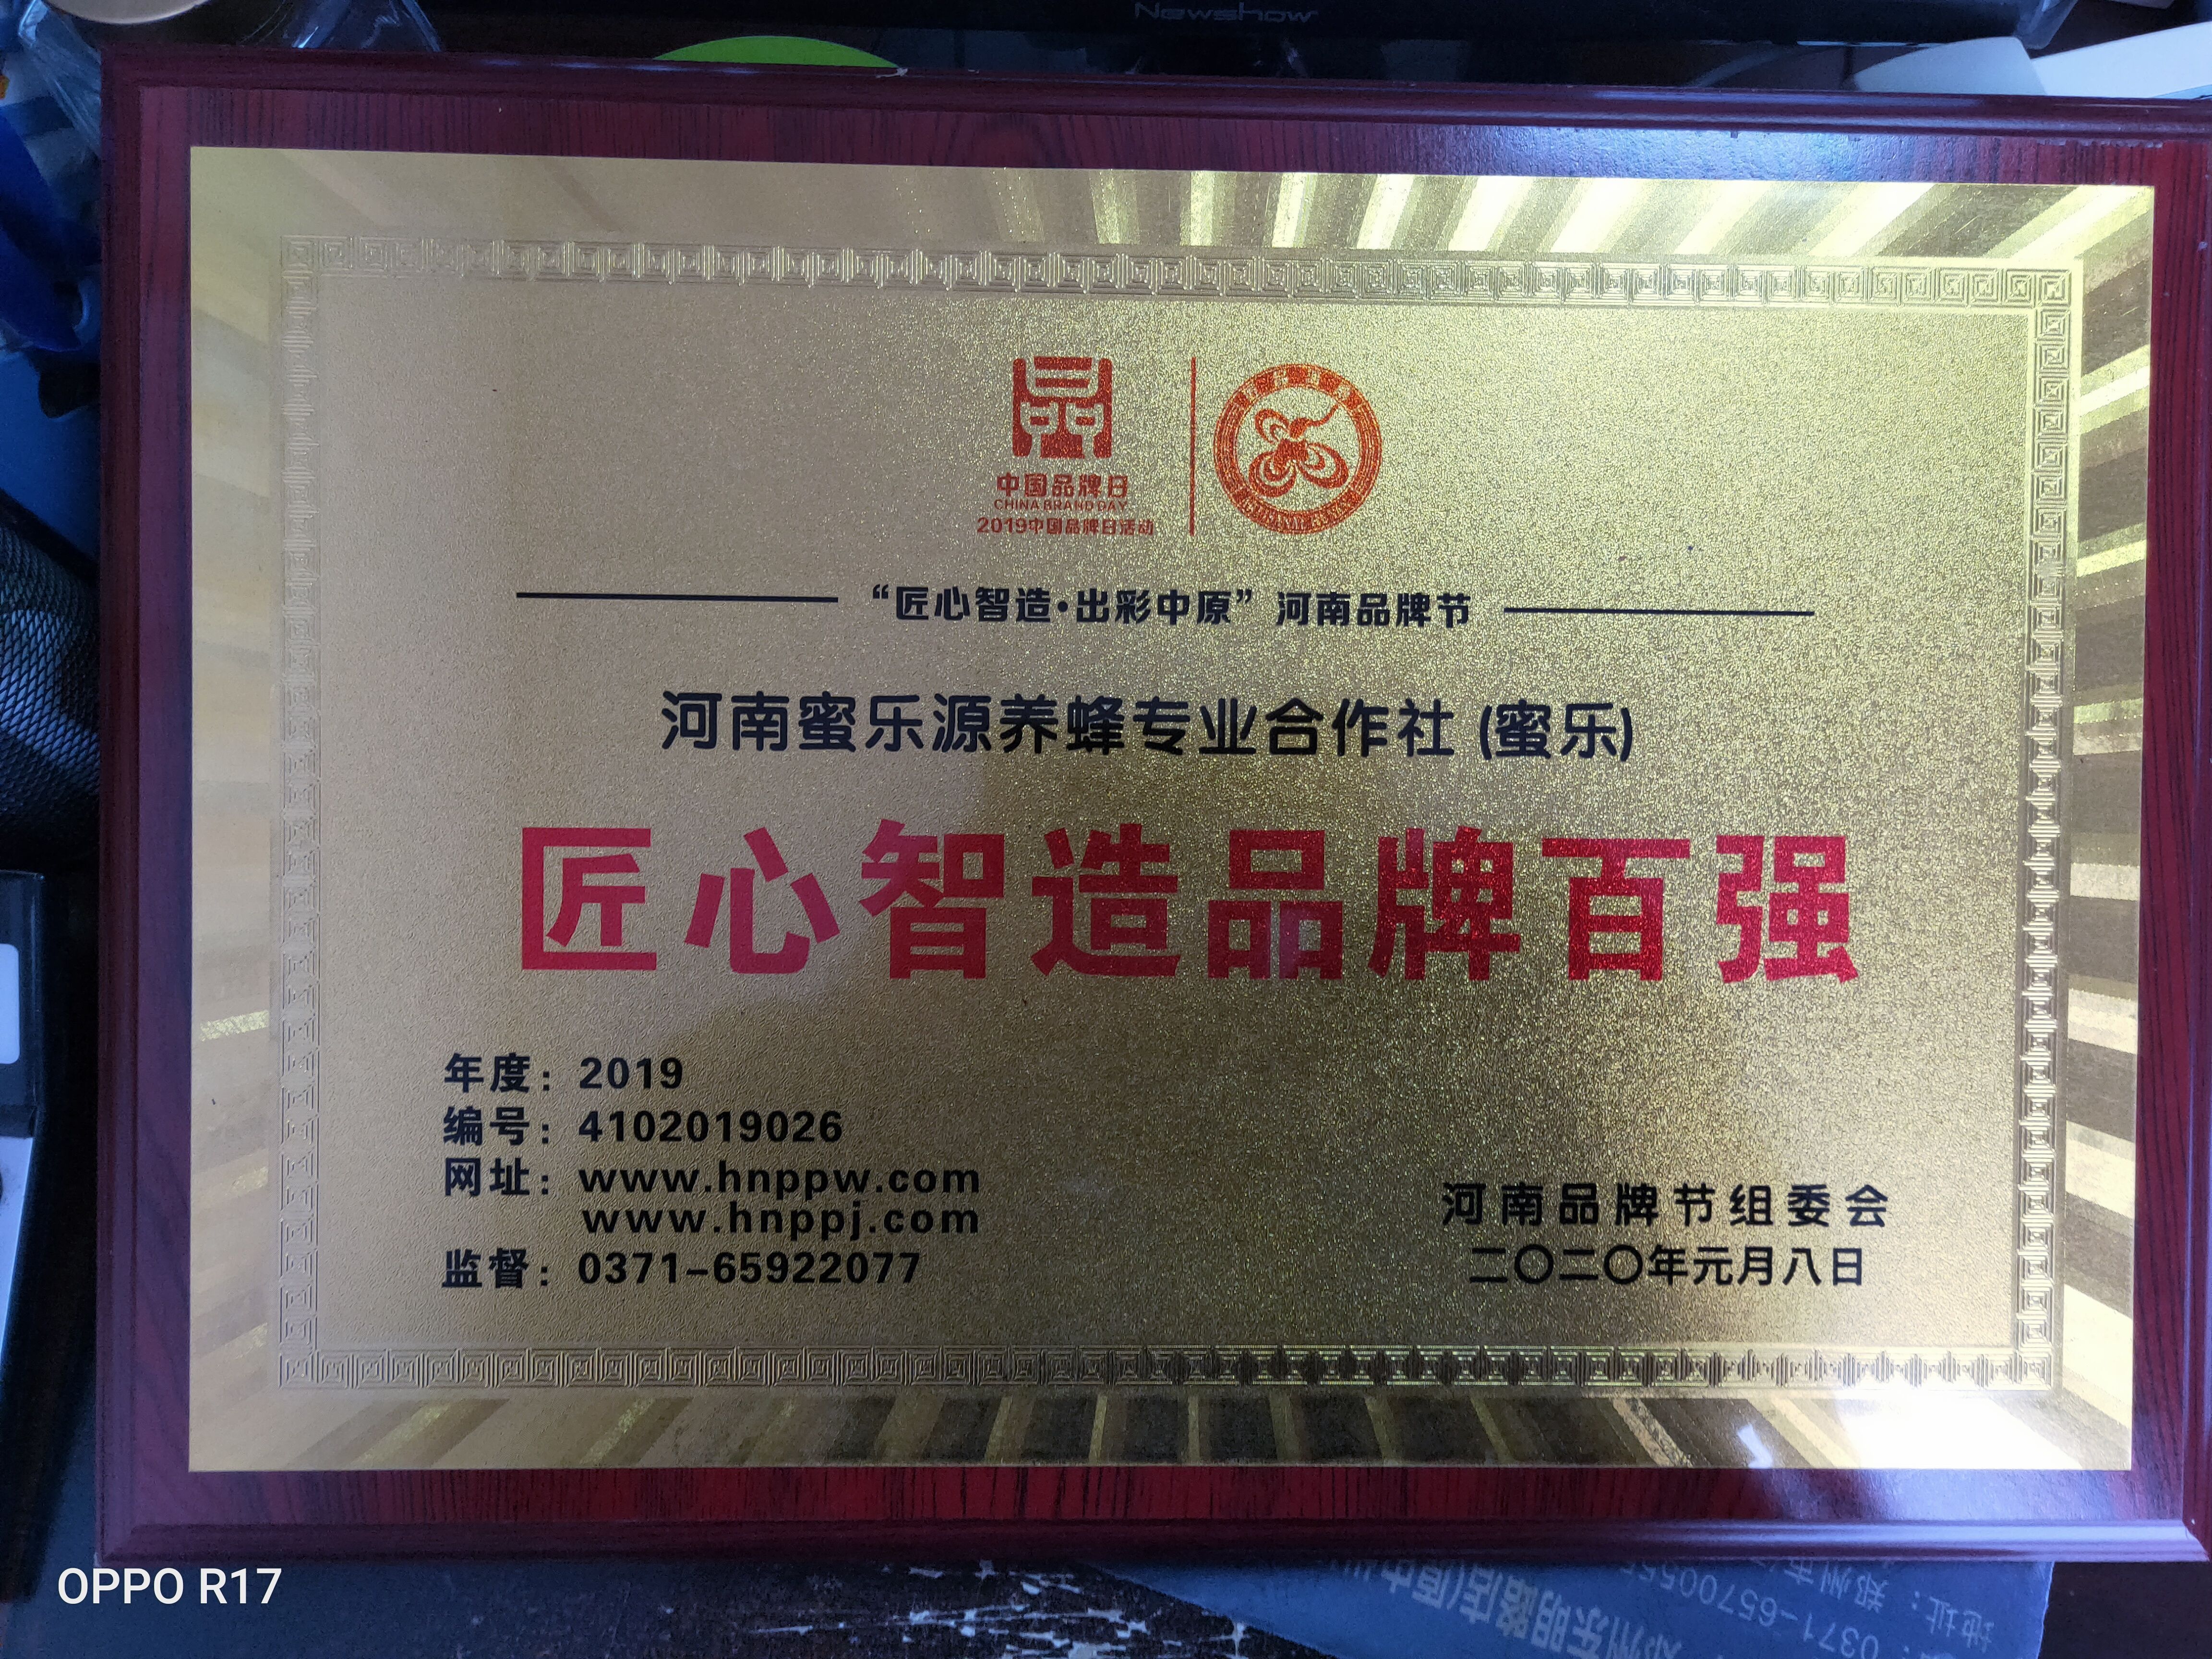 Newshow
中国品牌日
CHINA BRAND DAY
2019中国品牌日活动
“匠心智造·出彩中原”河南品牌节
河南蜜乐源养蜂专业合作社 (蜜乐)
匠心智造品牌百强
年度：2019
编号：4102019026
网址：www.hnppw.com
www.hnppj.com
监督：0371-65922077
河南品牌节组委会
二〇二〇年元月八日
OPPO R17